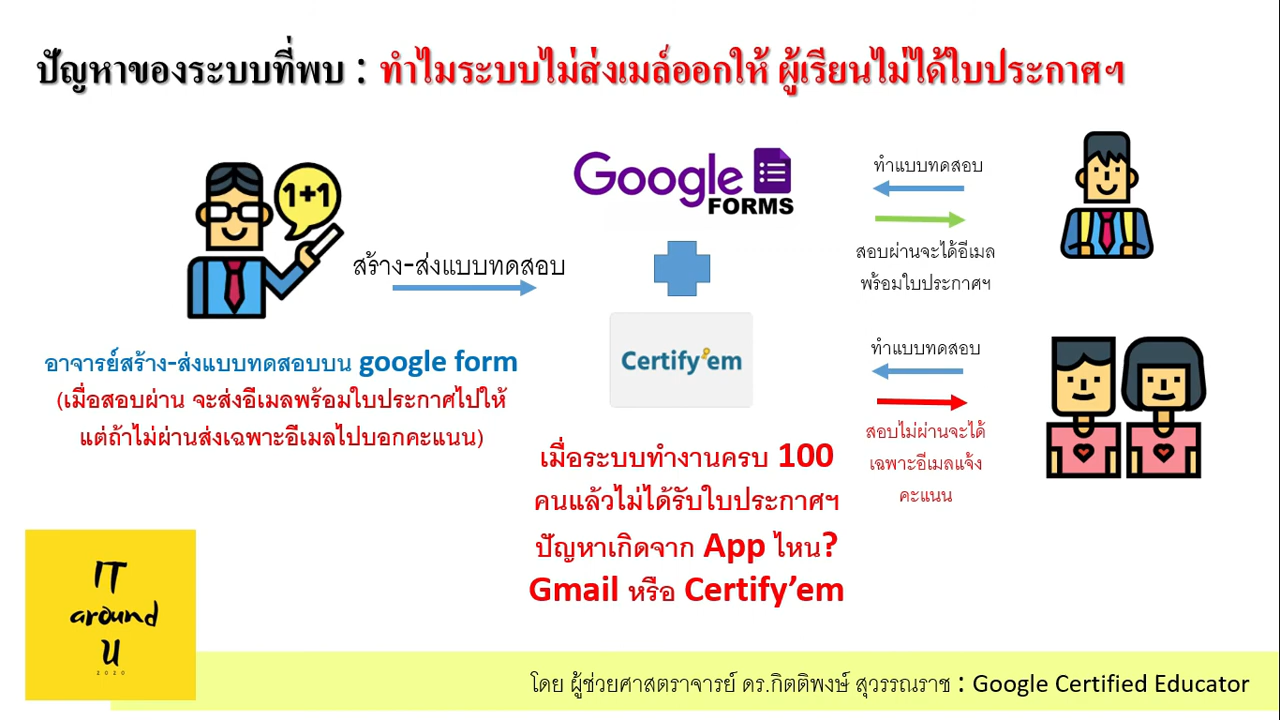 ปัญหาของระบบที่พบ : ทำไมระบบไม่ส่งเมล์ออกให้ ผู้เรียนไม่ได้ใบประกาศฯ
1+1
สร้าง-ส่งแบบทดสอบ
อาจารย์สร้าง-ส่งแบบทดสอบบน google form
(เมื่อสอบผ่าน จะส่งอีเมลพร้อมใบประกาศไปให้
แต่ถ้าไม่ผ่านส่งเฉพาะอีเมลไปบอกคะแนน)
Google
FORMS
Certify'em
เมื่อระบบทำงานครบ 100
คนแล้วไม่ได้รับใบประกาศฯ
ปัญหาเกิดจาก App ไหน?
Gmail หรือ Certify’em
ทำแบบทดสอบ
สอบผ่านจะได้อีเมล
พร้อมใบประกาศฯ
ทำแบบทดสอบ
สอบไม่ผ่านจะได้
เฉพาะอีเมลแจ้ง
คะแนน
IT
around
u
2020
โดย ผู้ช่วยศาสตราจารย์ ดร.กิตติพงษ์ สุวรรณราช : Google Certified Educator